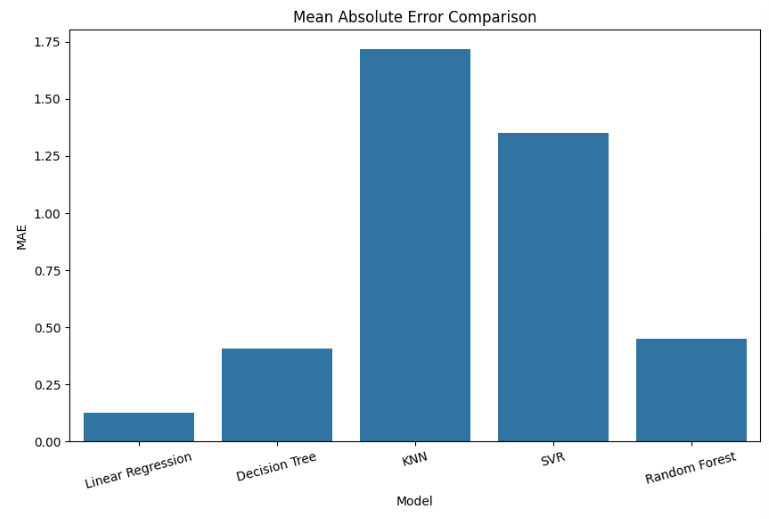 Mean Absolute Error Comparison
1.75
1.50
1.25
1.00
0.75
0.50
0.25
0.00
MAE
Linear Regression
Decision Tree
KNN
SVR
Random Forest
Model